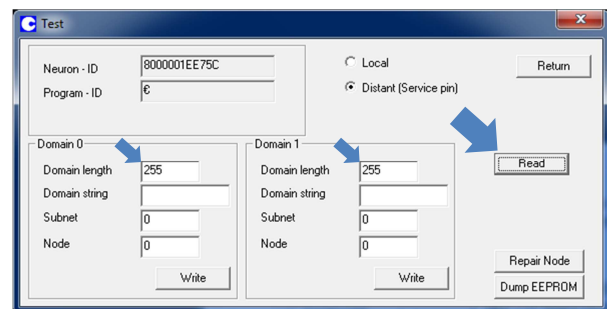 Test
Neuron - ID 8000001EE75C
Program - ID €
Local
Distant (Service pin)
Return
Domain 0
Domain length 255
Domain string
Subnet 0
Node 0
Write
Domain 1
Domain length 255
Domain string
Subnet 0
Node 0
Write
Read
Repair Node
Dump EEPROM